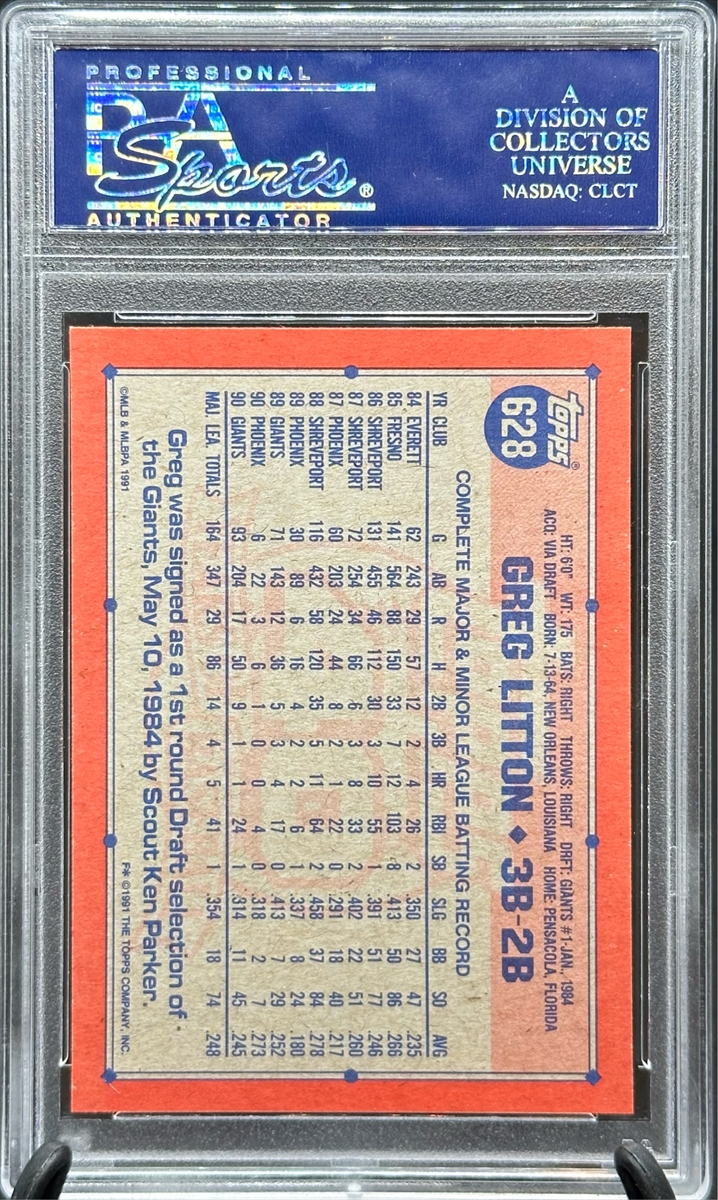 PROFESSIONAL
PSA
Sports®
AUTHENTICATOR
A
DIVISION OF
COLLECTORS
UNIVERSE
NASDAQ: CLCT
topps®
628
HT: 6'0" WT: 175 BATS: RIGHT THROWS: RIGHT DRFT: GIANTS #1-JAN., 1984
ACQ: VIA DRAFT BORN: 7-13-64, NEW ORLEANS, LOUISIANA HOME: PENSACOLA, FLORIDA
GREG LITTON ♦ 3B-2B
COMPLETE MAJOR & MINOR LEAGUE BATTING RECORD
YR CLUB G AB R H 2B 3B HR RBI SB SLG BB SO AVG
84 EVERETT 62 243 29 57 12 2 4 26 2 .350 27 47 .235
85 FRESNO 141 564 88 150 33 7 12 103 8 .413 50 86 .266
86 SHREVEPORT 131 455 46 112 30 3 10 55 1 .391 51 77 .246
87 SHREVEPORT 72 254 34 66 6 3 8 33 2 .402 22 51 .260
87 PHOENIX 60 203 24 44 8 2 1 22 0 .291 18 40 .217
88 SHREVEPORT 116 432 58 120 35 5 11 64 2 .458 37 84 .278
89 PHOENIX 30 89 6 16 4 2 2 6 1 .337 8 24 .180
89 GIANTS 71 143 12 36 5 3 4 17 0 .413 7 29 .252
90 PHOENIX 6 22 3 6 1 0 0 4 0 .318 2 7 .273
90 GIANTS 93 204 17 50 9 1 1 24 1 .314 11 45 .245
MAJ. LEA. TOTALS 164 347 29 86 14 4 5 41 1 .354 18 74 .248
Greg was signed as a 1st round Draft selection of
the Giants, May 10, 1984 by Scout Ken Parker.
©MLB & MLBPA 1991 F* ©1991 THE TOPPS COMPANY, INC.